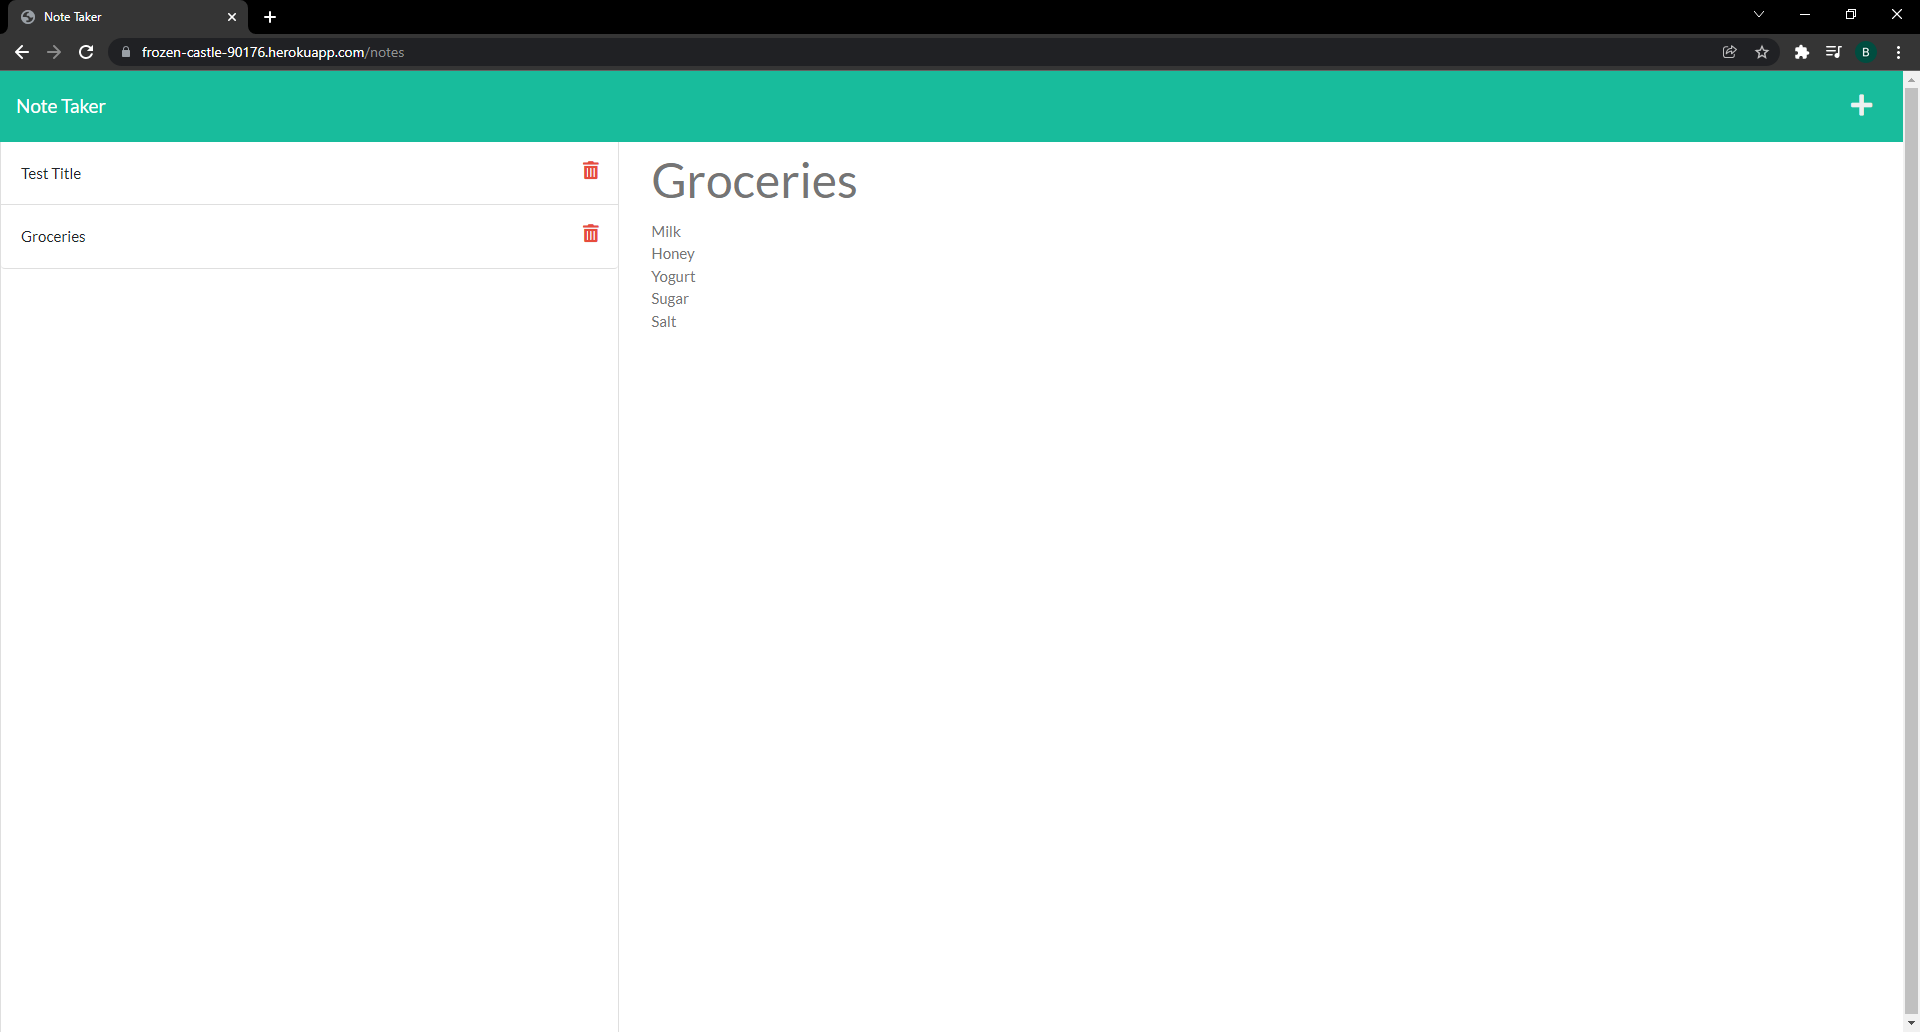 Note Taker
frozen-castle-90176.herokuapp.com/notes
B
Note Taker
Test Title
Groceries
Groceries
Milk
Honey
Yogurt
Sugar
Salt